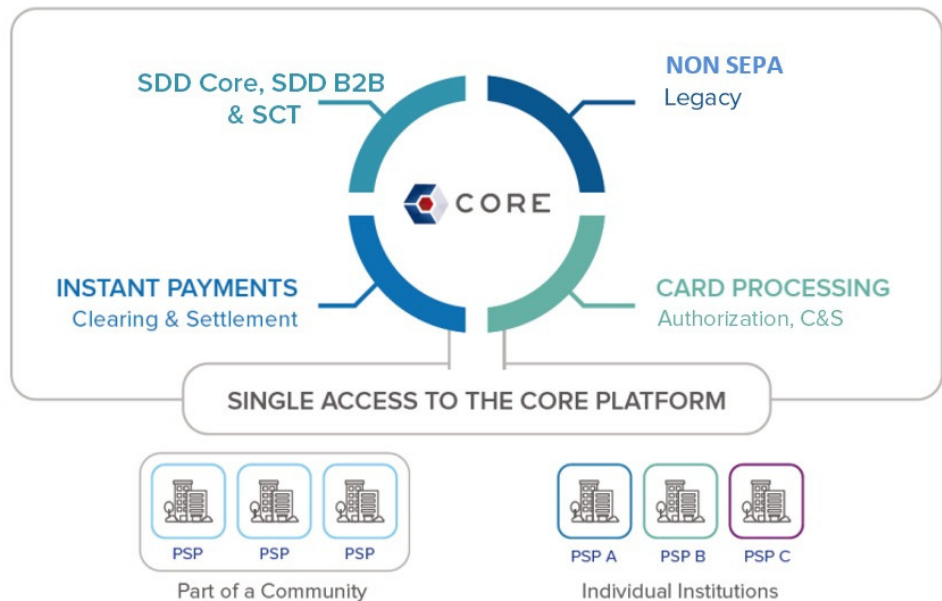 SDD Core, SDD B2B
& SCT
NON SEPA
Legacy
CORE
INSTANT PAYMENTS
Clearing & Settlement
CARD PROCESSING
Authorization, C&S
SINGLE ACCESS TO THE CORE PLATFORM
PSP PSP PSP
Part of a Community
PSP A PSP B PSP C
Individual Institutions